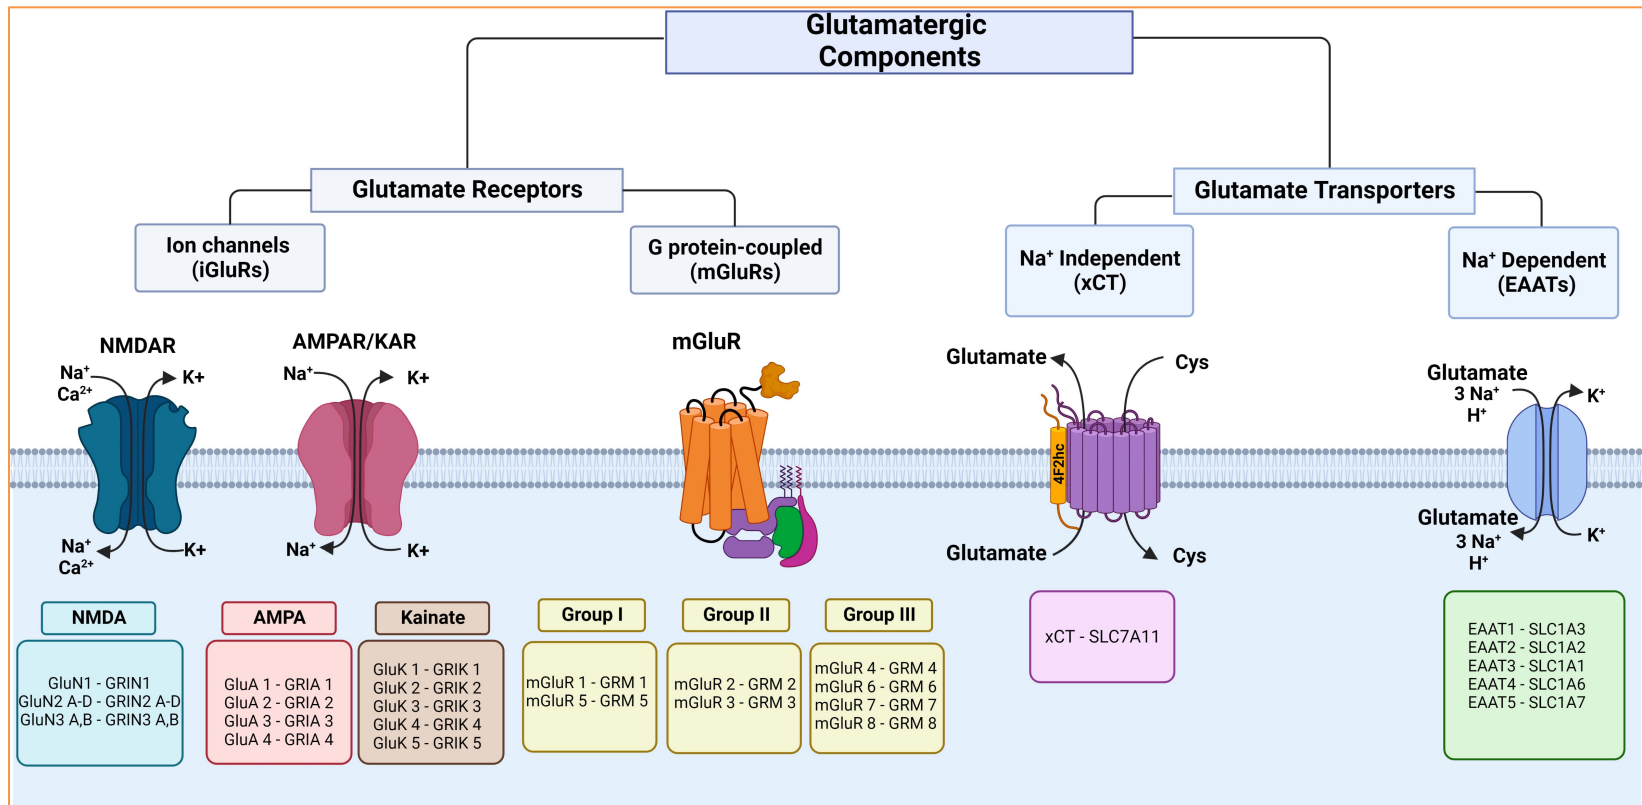 Glutamatergic
Components
Glutamate Receptors
Glutamate Transporters
Ion channels
(iGluRs)
G protein-coupled
(mGluRs)
Na⁺ Independent
(xCT)
Na⁺ Dependent
(EAATs)
NMDAR
Na⁺
Ca²⁺
K+
Na⁺
Ca²⁺
K+
AMPAR/KAR
Na⁺
K+
Na⁺
K+
mGluR
Glutamate
Cys
4F2hc
Glutamate
Cys
Glutamate
3 Na⁺
H⁺
K⁺
Glutamate
3 Na⁺
H⁺
K⁺
NMDA
GluN1 - GRIN1
GluN2 A-D - GRIN2 A-D
GluN3 A,B - GRIN3 A,B
AMPA
GluA 1 - GRIA 1
GluA 2 - GRIA 2
GluA 3 - GRIA 3
GluA 4 - GRIA 4
Kainate
GluK 1 - GRIK 1
GluK 2 - GRIK 2
GluK 3 - GRIK 3
GluK 4 - GRIK 4
GluK 5 - GRIK 5
Group I
mGluR 1 - GRM 1
mGluR 5 - GRM 5
Group II
mGluR 2 - GRM 2
mGluR 3 - GRM 3
Group III
mGluR 4 - GRM 4
mGluR 6 - GRM 6
mGluR 7 - GRM 7
mGluR 8 - GRM 8
xCT - SLC7A11
EAAT1 - SLC1A3
EAAT2 - SLC1A2
EAAT3 - SLC1A1
EAAT4 - SLC1A6
EAAT5 - SLC1A7